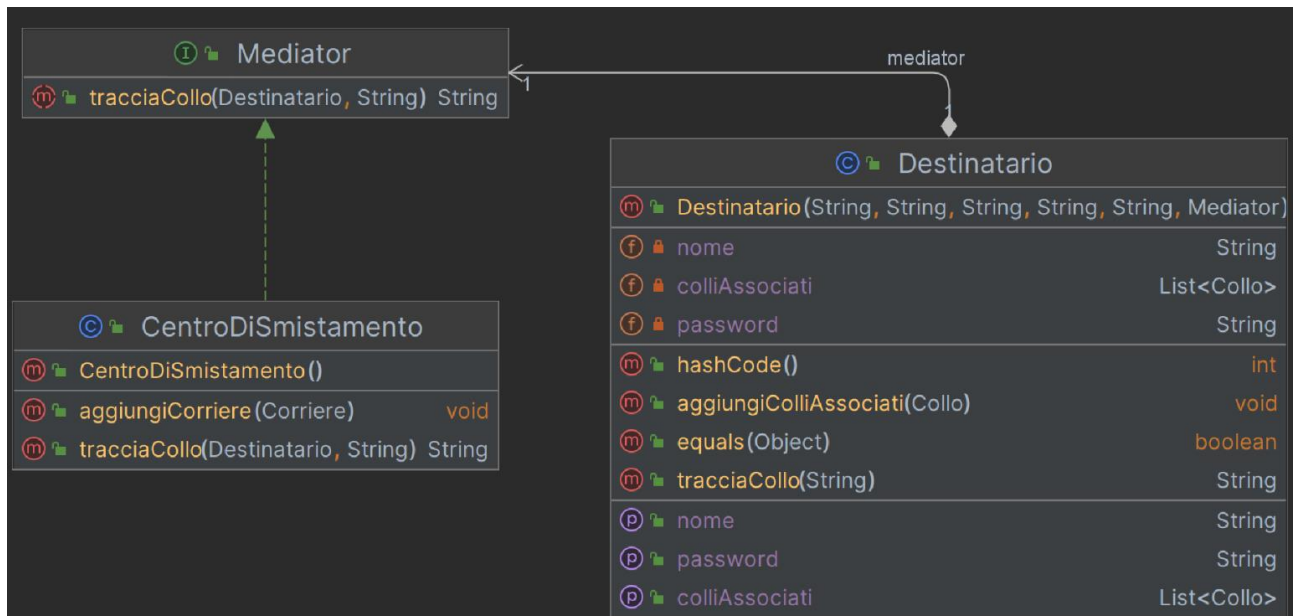 Mediator
tracciaCollo(Destinatario, String) String
mediator
1
1
Destinatario
Destinatario(String, String, String, String, String, Mediator)
nome String
colliAssociati List<Collo>
password String
hashCode() int
aggiungiColliAssociati(Collo) void
equals(Object) boolean
tracciaCollo(String) String
nome String
password String
colliAssociati List<Collo>
CentroDiSmistamento
CentroDiSmistamento()
aggiungiCorriere(Corriere) void
tracciaCollo(Destinatario, String) String